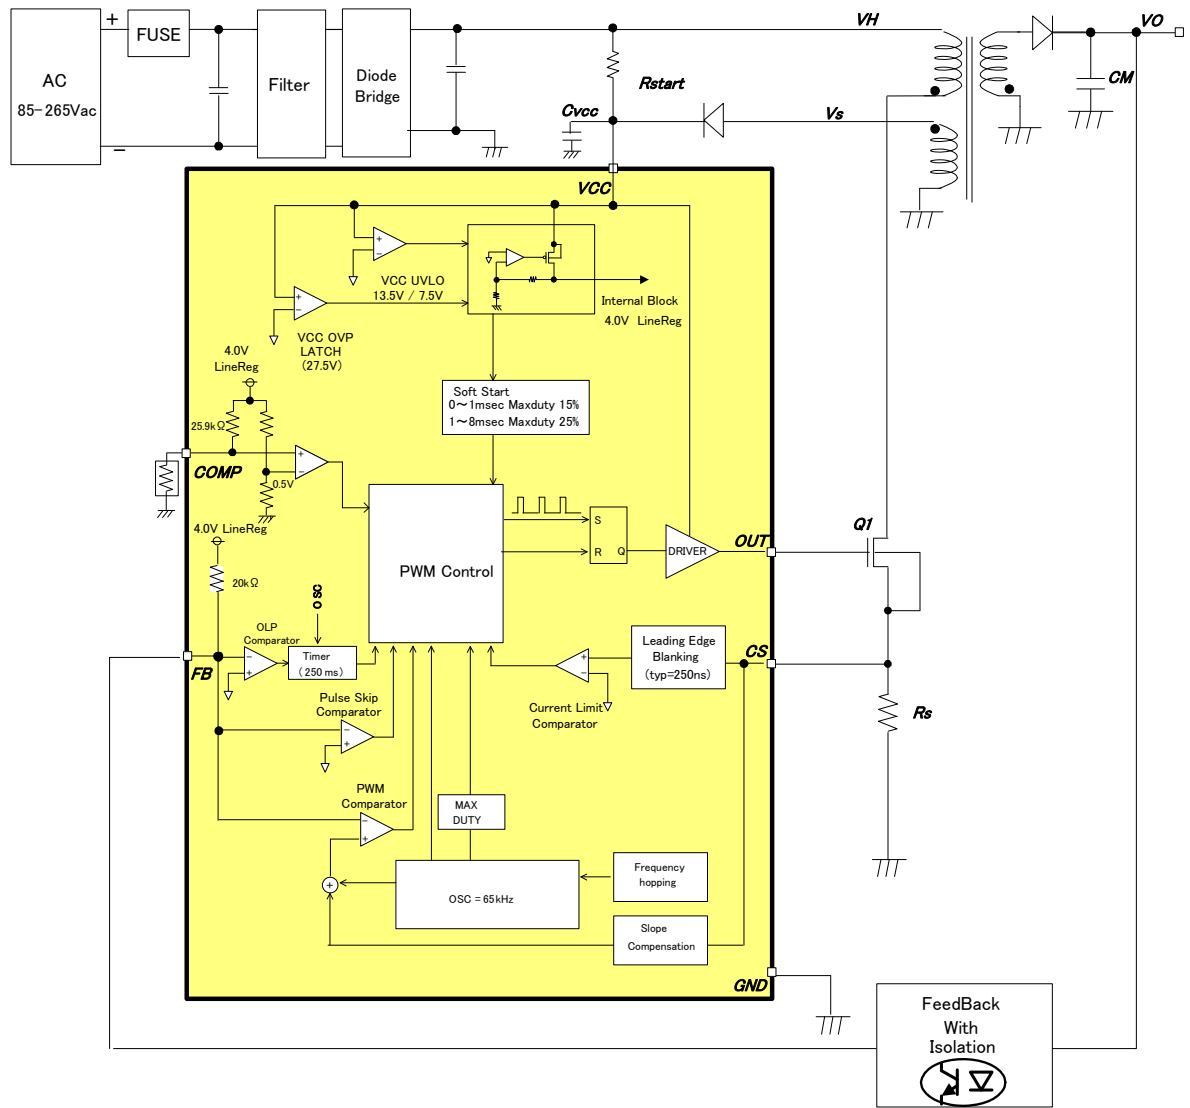 AC
85-265Vac
+
−
FUSE
Filter
Diode
Bridge
VH
VO
Rstart
CM
Cvcc
Vs
VCC
+
−
VCC UVLO
13.5V / 7.5V
+
−
VCC OVP
LATCH
(27.5V)
Internal Block
4.0V LineReg
4.0V
LineReg
25.9kΩ
Soft Start
0～1msec Maxduty 15%
1～8msec Maxduty 25%
COMP
+
−
0.5V
4.0V LineReg
20kΩ
PWM Control
S
R
Q
DRIVER
OUT
Q1
OSC
OLP
Comparator
−
+
Timer
(250 ms)
FB
Leading Edge
Blanking
(typ=250ns)
CS
+
−
Current Limit
Comparator
Rs
Pulse Skip
Comparator
−
+
PWM
Comparator
−
+
MAX
DUTY
+
OSC = 65kHz
Frequency
hopping
Slope
Compensation
GND
FeedBack
With
Isolation